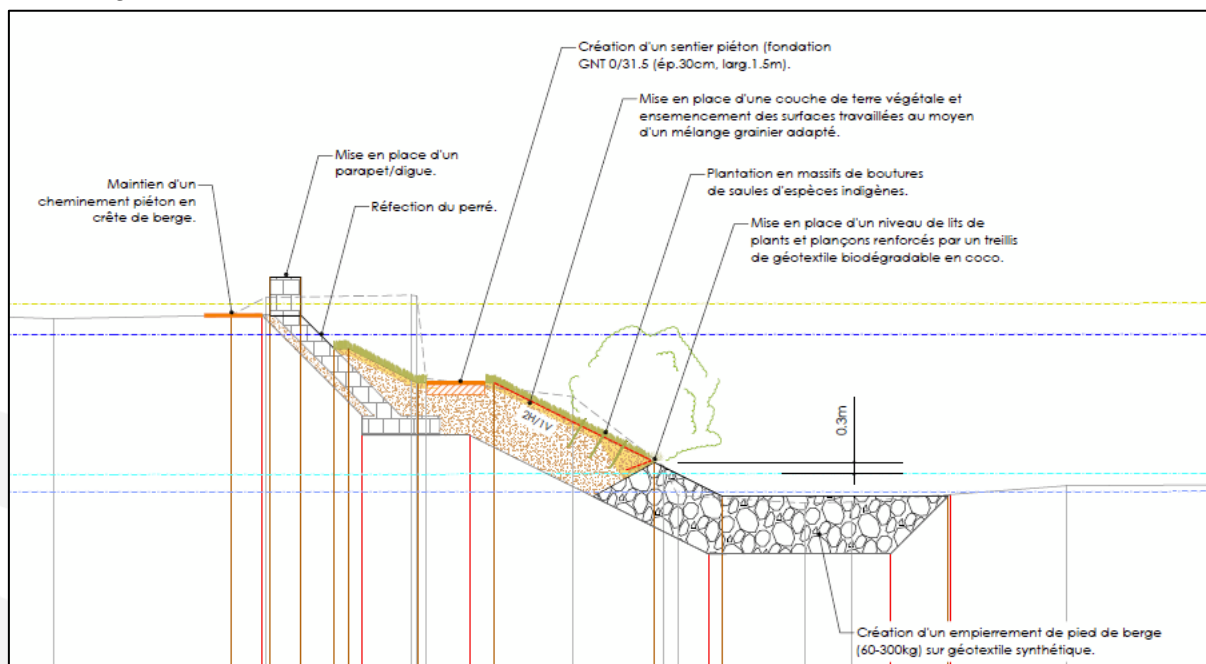 Création d'un sentier piéton (fondation
GNT 0/31.5 (ép.30cm, larg.1.5m).
Mise en place d'une couche de terre végétale et
ensemencement des surfaces travaillées au moyen
d'un mélange grainier adapté.
Mise en place d'un
parapet/digue.
Plantation en massifs de boutures
de saules d'espèces indigènes.
Maintien d'un
cheminement piéton en
crête de berge.
Réfection du perré.
Mise en place d'un niveau de lits de
plants et plançons renforcés par un treillis
de géotextile biodégradable en coco.
2H/1V
0.3m
Création d'un empierrement de pied de berge
(60-300kg) sur géotextile synthétique.